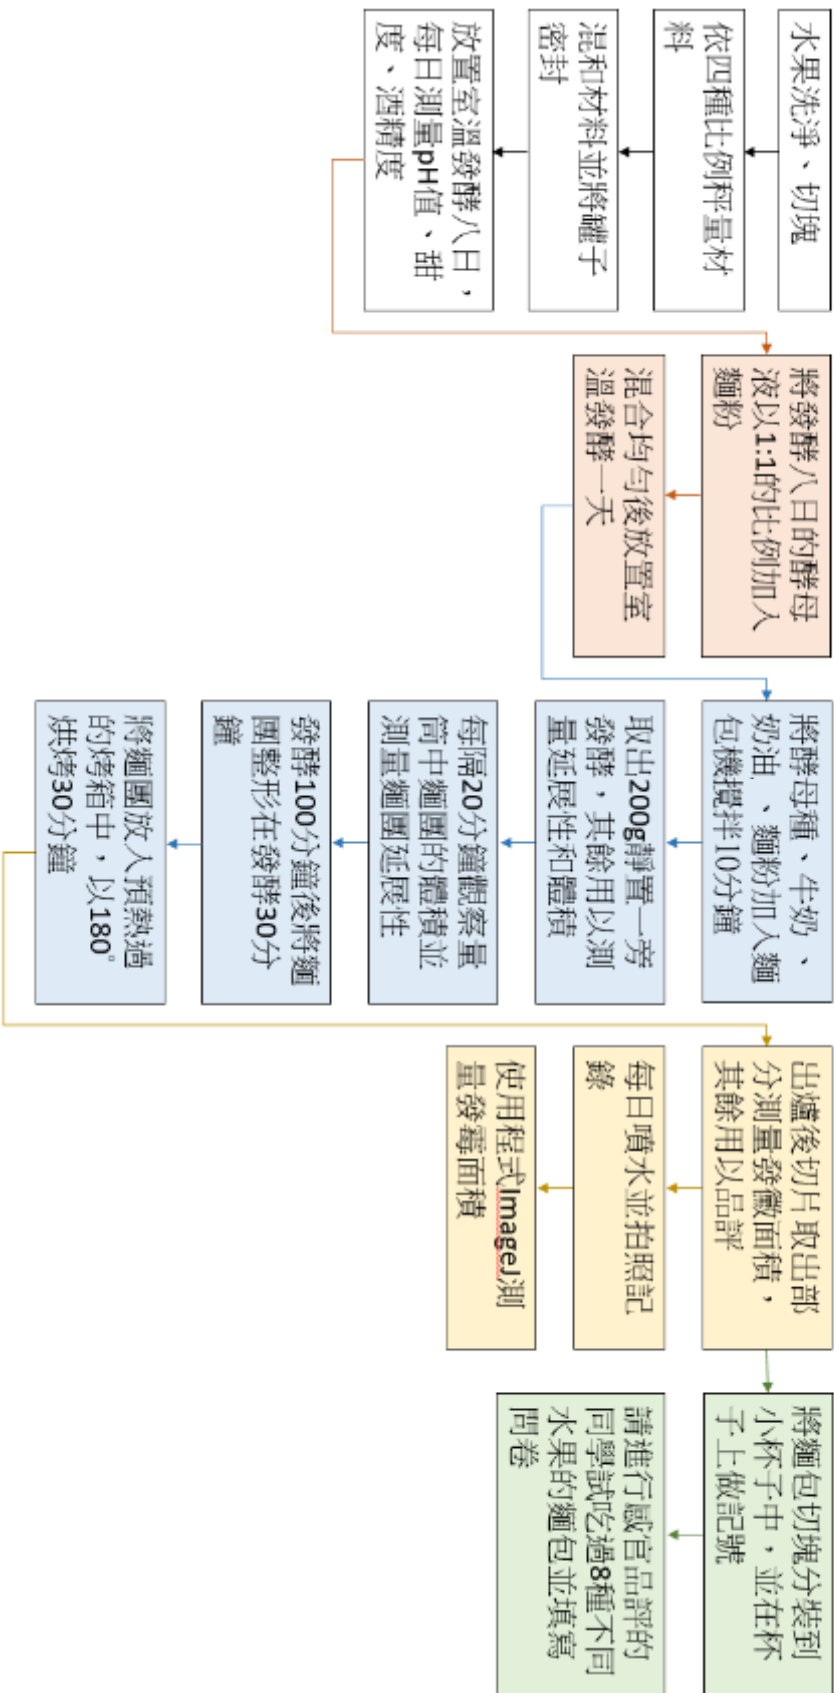 水果洗淨、切塊
依四種比例秤量材
料
混和材料並將罐子
密封
放置室溫發酵八日，
每日測量pH值、甜
度、酒精度
將發酵八日的酵母
液以1:1的比例加入
麵粉
混合均勻後放置室
溫發酵一天
將酵母種、牛奶、
奶油、麵粉加入麵
包機攪拌10分鐘
取出200g靜置一旁
發酵，其餘用以測
量延展性和體積
每隔20分鐘觀察量
筒中麵團的體積並
測量麵團延展性
發酵100分鐘後將麵
團整形在發酵30分
鐘
將麵團放入預熱過
的烤箱中，以180°
烘烤30分鐘
出爐後切片取出部
分測量發黴面積，
其餘用以品評
每日噴水並拍照記
錄
使用程式ImageJ測
量發霉面積
將麵包切塊分裝到
小杯子中，並在杯
子上做記號
請進行感官品評的
同學試吃過8種不同
水果的麵包並填寫
問卷